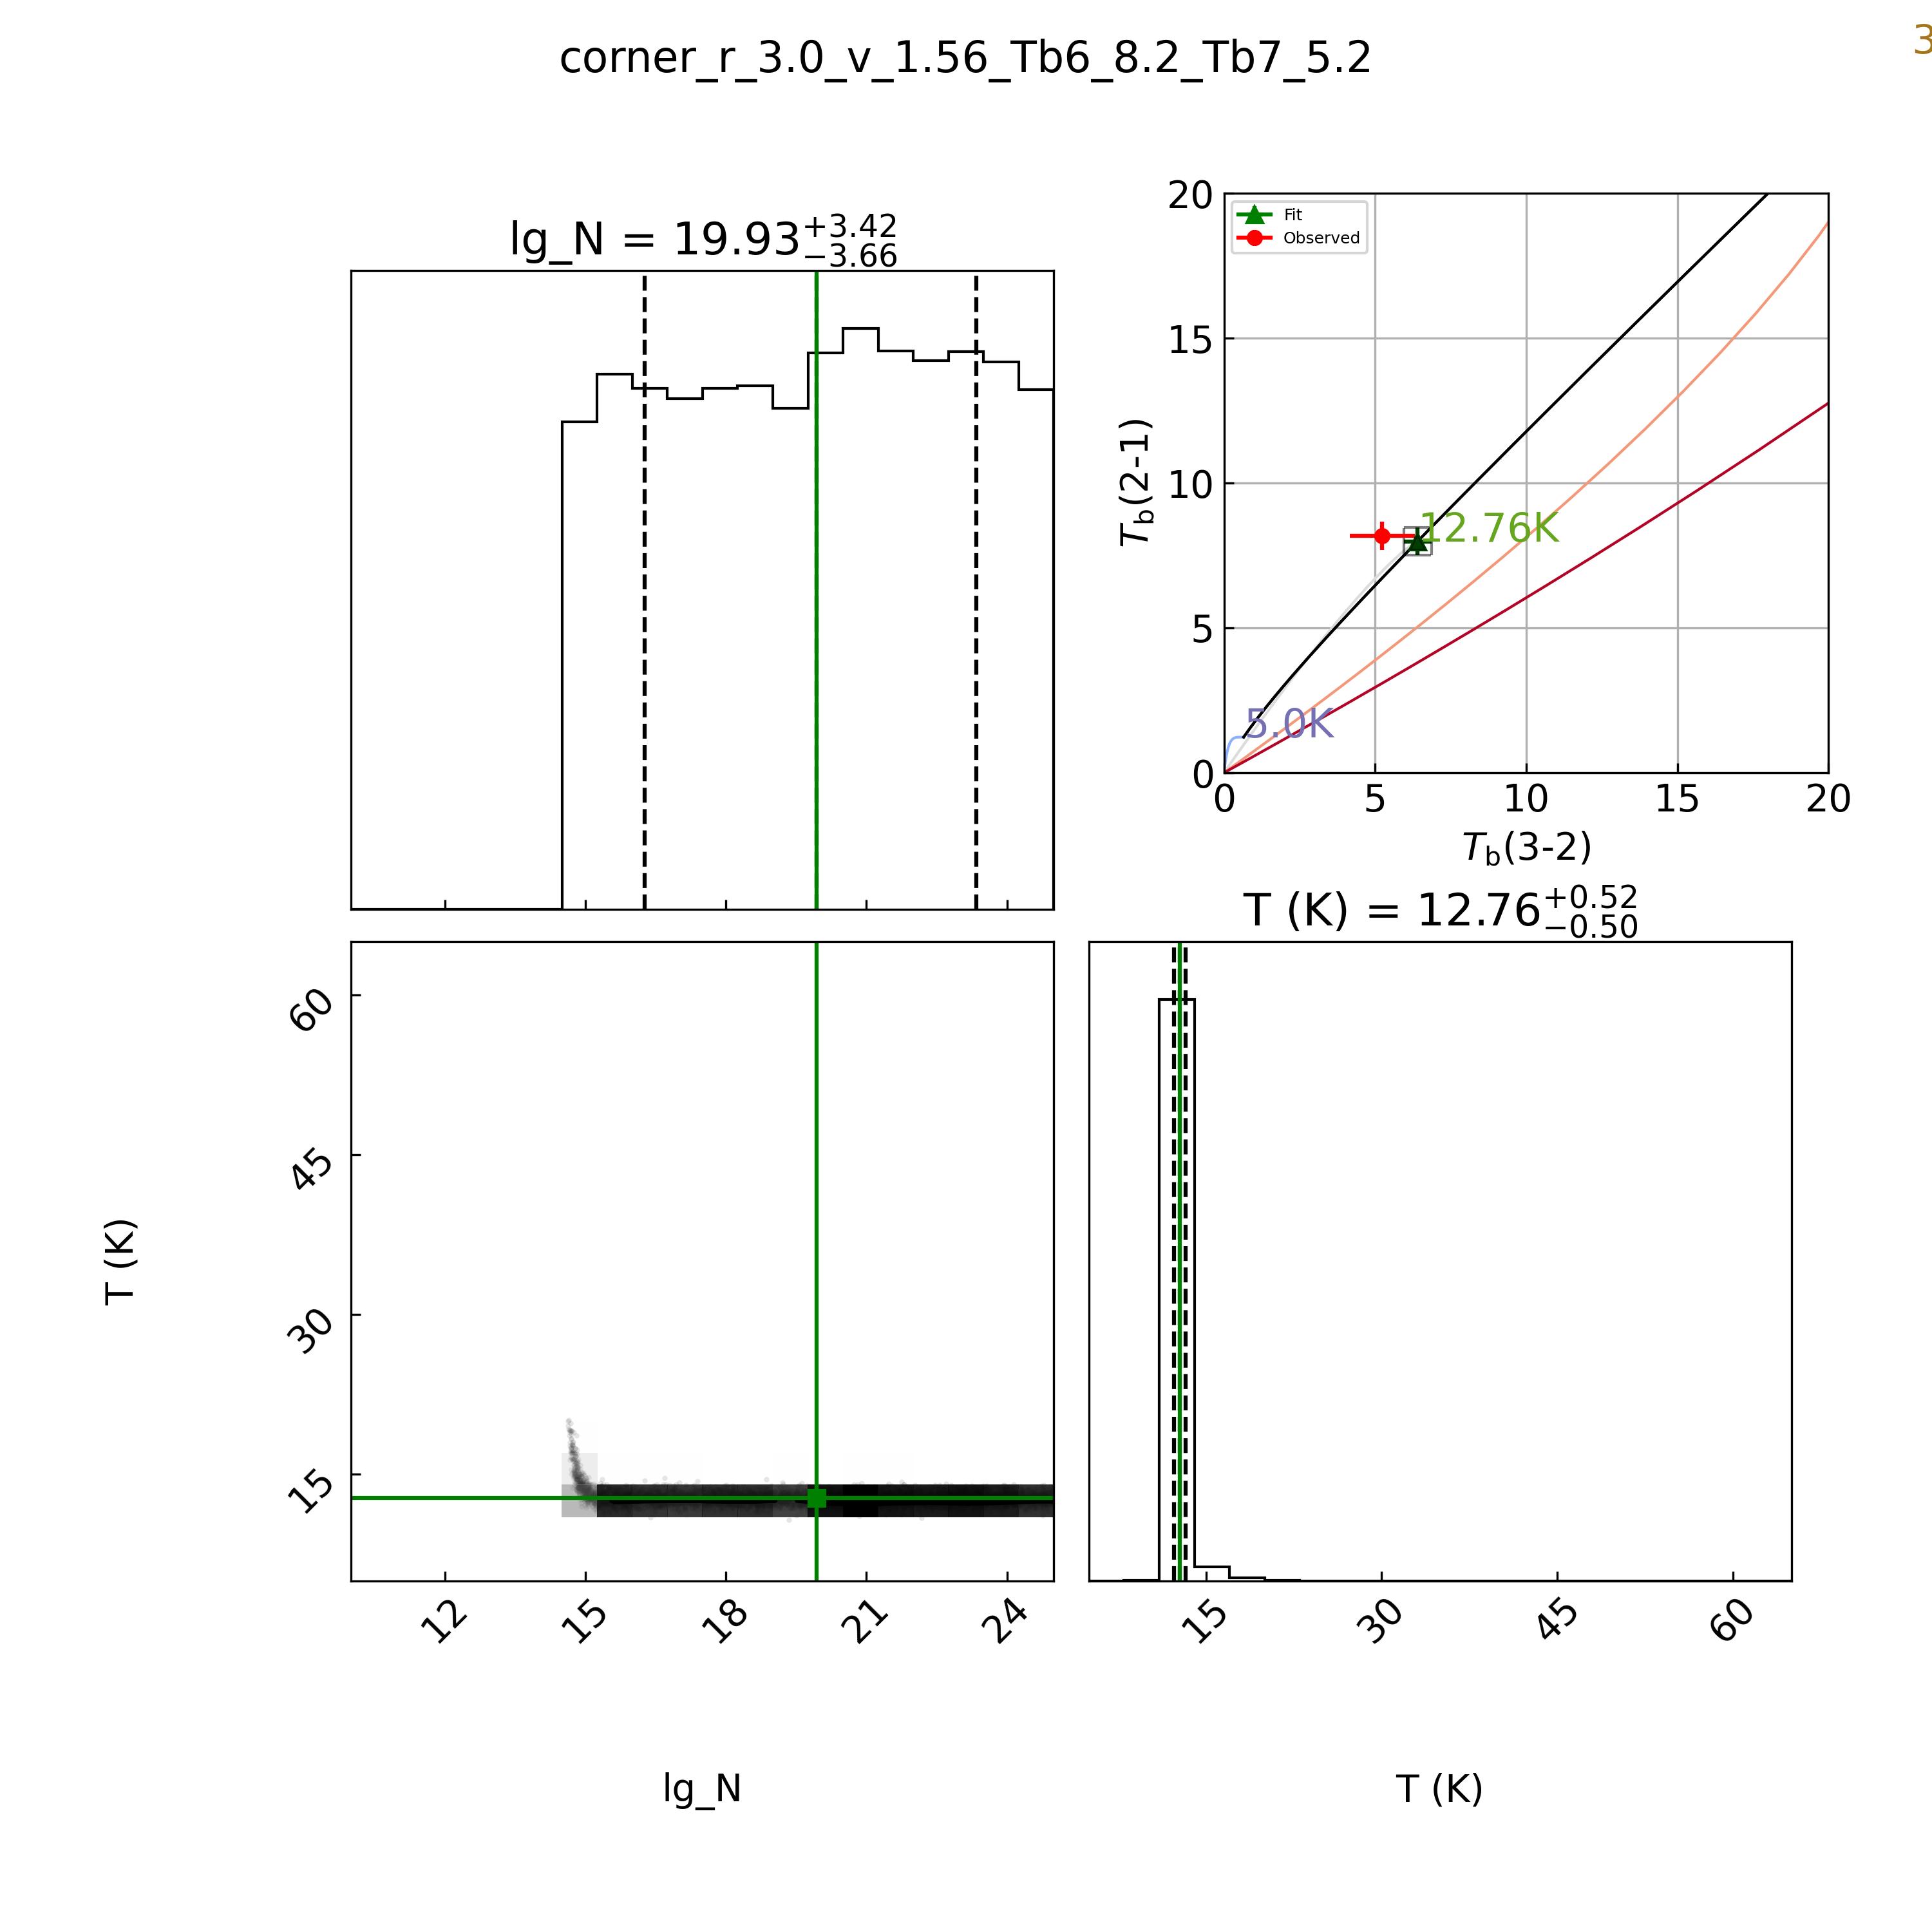 corner_r_3.0_v_1.56_Tb6_8.2_Tb7_5.2
3
lg_N = 19.93 +3.42 −3.66
20
15
10
5
0
Fit
Observed
12.76K
5.0K
T_b(2-1)
0 5 10 15 20
T_b(3-2)
T (K) = 12.76 +0.52 −0.50
60
45
30
15
T (K)
12 15 18 21 24
15 30 45 60
lg_N
T (K)